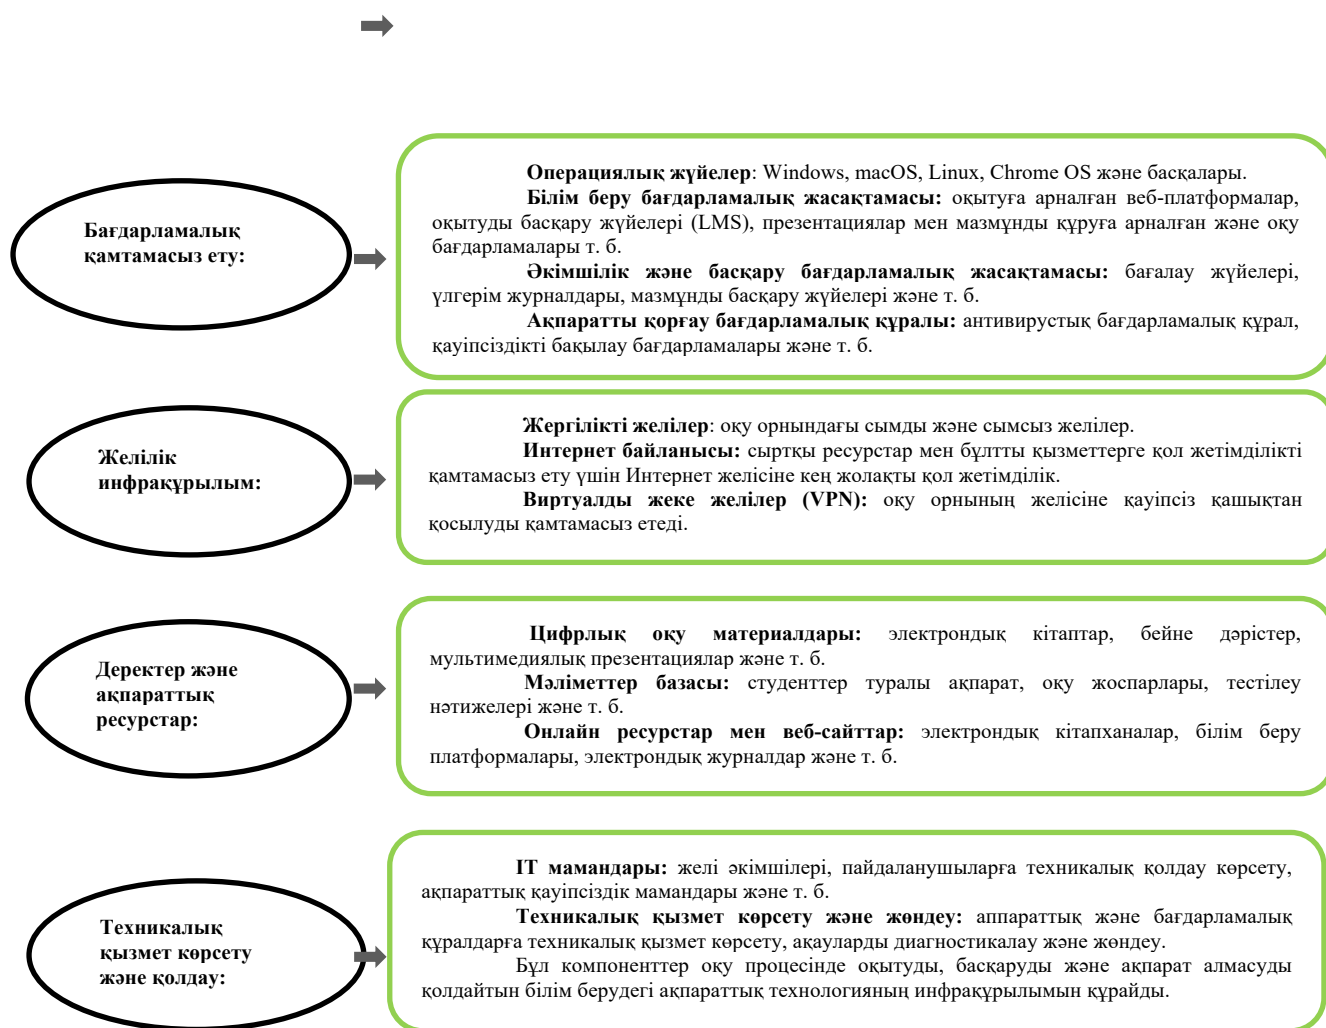 Бағдарламалық
қамтамасыз ету:
Операциялық жүйелер: Windows, macOS, Linux, Chrome OS және басқалары.
Білім беру бағдарламалық жасақтамасы: оқытуға арналған веб-платформалар,
оқытуды басқару жүйелері (LMS), презентациялар мен мазмұнды құруға арналған және оқу
бағдарламалары т. б.
Әкімшілік және басқару бағдарламалық жасақтамасы: бағалау жүйелері,
үлгерім журналдары, мазмұнды басқару жүйелері және т. б.
Ақпаратты қорғау бағдарламалық құралы: антивирустық бағдарламалық құрал,
қауіпсіздікті бақылау бағдарламалары және т. б.
Желілік
инфрақұрылым:
Жергілікті желілер: оқу орнындағы сымды және сымсыз желілер.
Интернет байланысы: сыртқы ресурстар мен бұлтты қызметтерге қол жетімділікті
қамтамасыз ету үшін Интернет желісіне кең жолақты қол жетімділік.
Виртуалды жеке желілер (VPN): оқу орнының желісіне қауіпсіз қашықтан
қосылуды қамтамасыз етеді.
Деректер және
ақпараттық
ресурстар:
Цифрлық оқу материалдары: электрондық кітаптар, бейне дәрістер,
мультимедиялық презентациялар және т. б.
Мәліметтер базасы: студенттер туралы ақпарат, оқу жоспарлары, тестілеу
нәтижелері және т. б.
Онлайн ресурстар мен веб-сайттар: электрондық кітапханалар, білім беру
платформалары, электрондық журналдар және т. б.
Техникалық
қызмет көрсету
және қолдау:
IT мамандары: желі әкімшілері, пайдаланушыларға техникалық қолдау көрсету,
ақпараттық қауіпсіздік мамандары және т. б.
Техникалық қызмет көрсету және жөндеу: аппараттық және бағдарламалық
құралдарға техникалық қызмет көрсету, ақауларды диагностикалау және жөндеу.
Бұл компоненттер оқу процесінде оқытуды, басқаруды және ақпарат алмасуды
қолдайтын білім берудегі ақпараттық технологияның инфрақұрылымын құрайды.